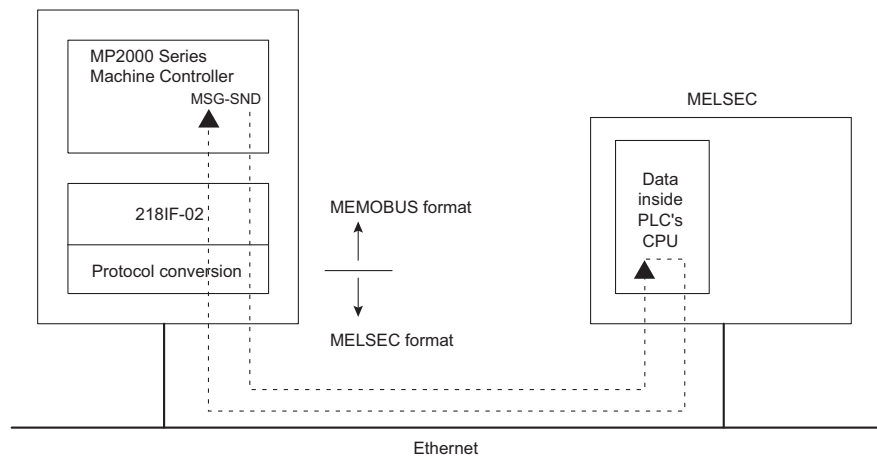 MP2000 Series
Machine Controller
MSG-SND
218IF-02
Protocol conversion
MEMOBUS format
MELSEC format
MELSEC
Data
inside
PLC's
CPU
Ethernet